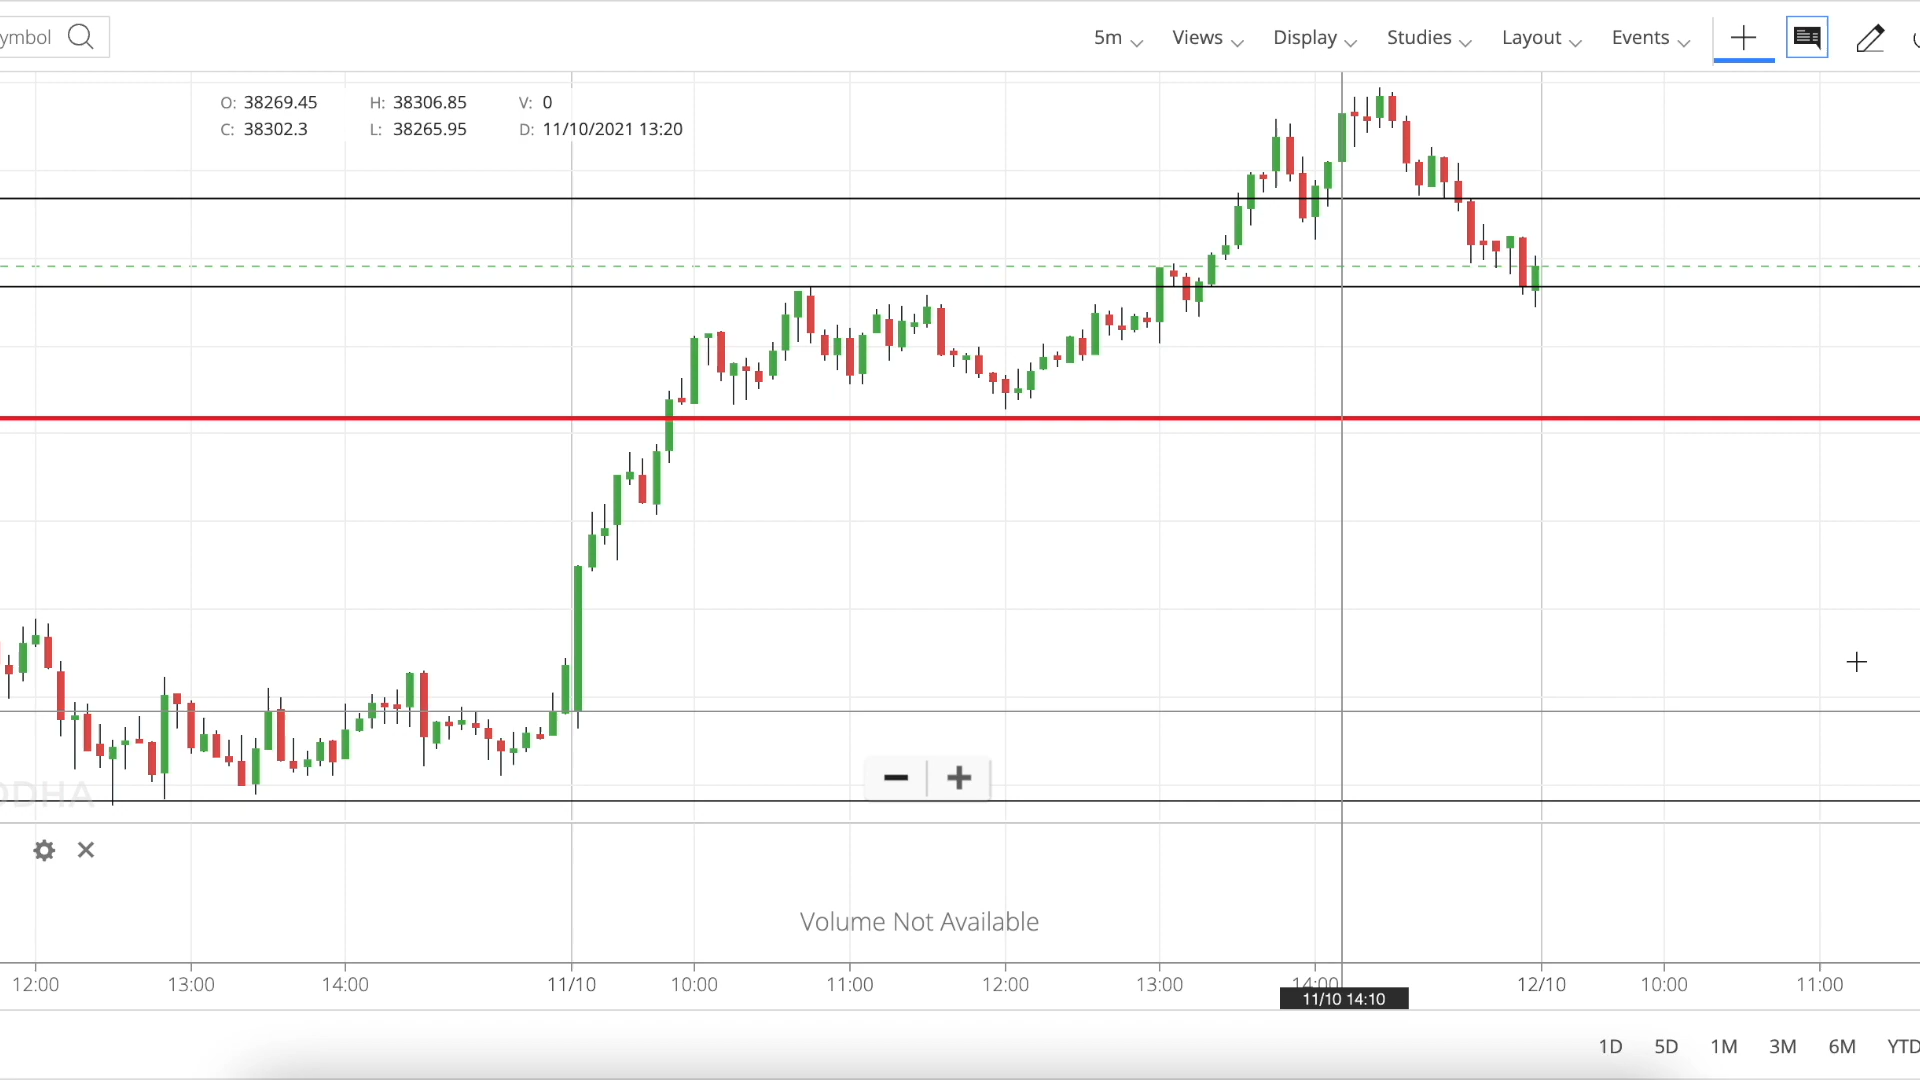 ymbol
5m Views Display Studies Layout Events
O: 38269.45 H: 38306.85 V: 0
C: 38302.3 L: 38265.95 D: 11/10/2021 13:20
DDHA
Volume Not Available
12:00 13:00 14:00 11/10 10:00 11:00 12:00 13:00 14:00 12/10 10:00 11:00
11/10 14:10
1D 5D 1M 3M 6M YTD